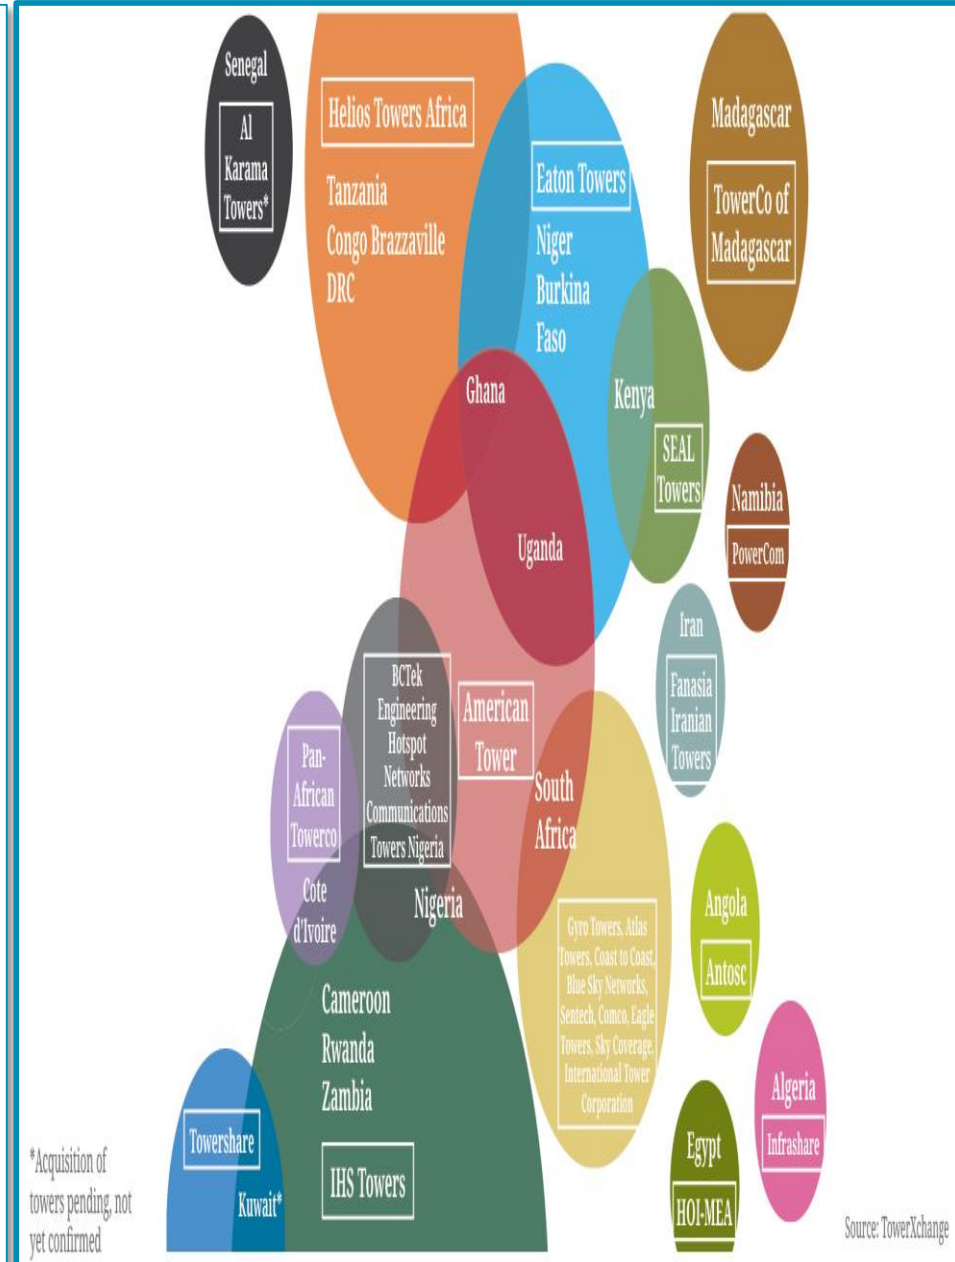 Senegal
Al
Karama
Towers*
Helios Towers Africa
Tanzania
Congo Brazzaville
DRC
Eaton Towers
Niger
Burkina
Faso
Madagascar
TowerCo of
Madagascar
Ghana
Kenya
SEAL
Towers
Uganda
Namibia
PowerCom
Iran
Fanasia
Iranian
Towers
BCTek
Engineering
Hotspot
Networks
Communications
Towers Nigeria
American
Tower
Pan-
African
Towerco
Cote
d'Ivoire
South
Africa
Nigeria
Gyro Towers, Atlas
Towers, Coast to Coast,
Blue Sky Networks,
Sentech, Comco, Eagle
Towers, Sky Coverage,
International Tower
Corporation
Angola
Antosc
Cameroon
Rwanda
Zambia
IHS Towers
Towershare
Kuwait*
Algeria
Infrashare
Egypt
HOI-MEA
*Acquisition of
towers pending, not
yet confirmed
Source: TowerXchange